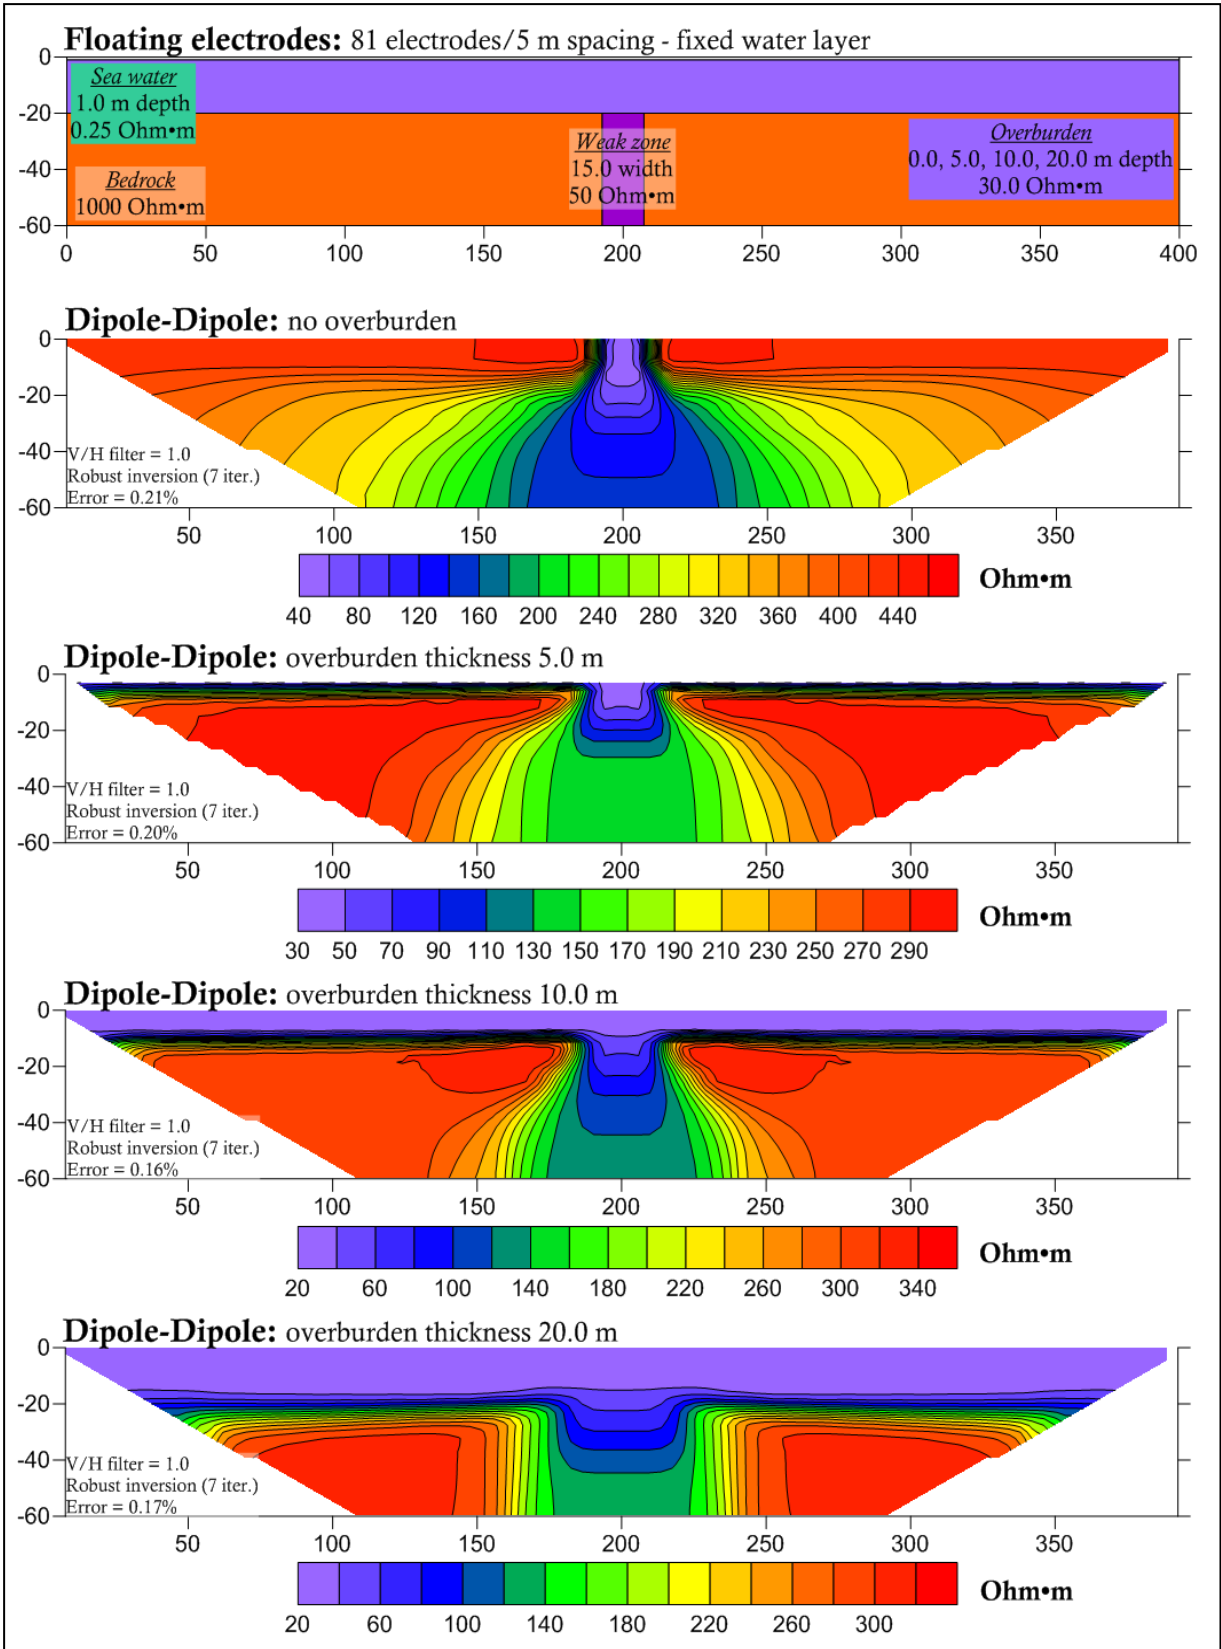 Floating electrodes: 81 electrodes/5 m spacing - fixed water layer
0
-20
-40
-60
Sea water
1.0 m depth
0.25 Ohm•m
Bedrock
1000 Ohm•m
Weak zone
15.0 width
50 Ohm•m
Overburden
0.0, 5.0, 10.0, 20.0 m depth
30.0 Ohm•m
0 50 100 150 200 250 300 350 400
Dipole-Dipole: no overburden
0
-20
-40
-60
V/H filter = 1.0
Robust inversion (7 iter.)
Error = 0.21%
50 100 150 200 250 300 350
Ohm•m
40 80 120 160 200 240 280 320 360 400 440
Dipole-Dipole: overburden thickness 5.0 m
0
-20
-40
-60
V/H filter = 1.0
Robust inversion (7 iter.)
Error = 0.20%
50 100 150 200 250 300 350
Ohm•m
30 50 70 90 110 130 150 170 190 210 230 250 270 290
Dipole-Dipole: overburden thickness 10.0 m
0
-20
-40
-60
V/H filter = 1.0
Robust inversion (7 iter.)
Error = 0.16%
50 100 150 200 250 300 350
Ohm•m
20 60 100 140 180 220 260 300 340
Dipole-Dipole: overburden thickness 20.0 m
0
-20
-40
-60
V/H filter = 1.0
Robust inversion (7 iter.)
Error = 0.17%
50 100 150 200 250 300 350
Ohm•m
20 60 100 140 180 220 260 300